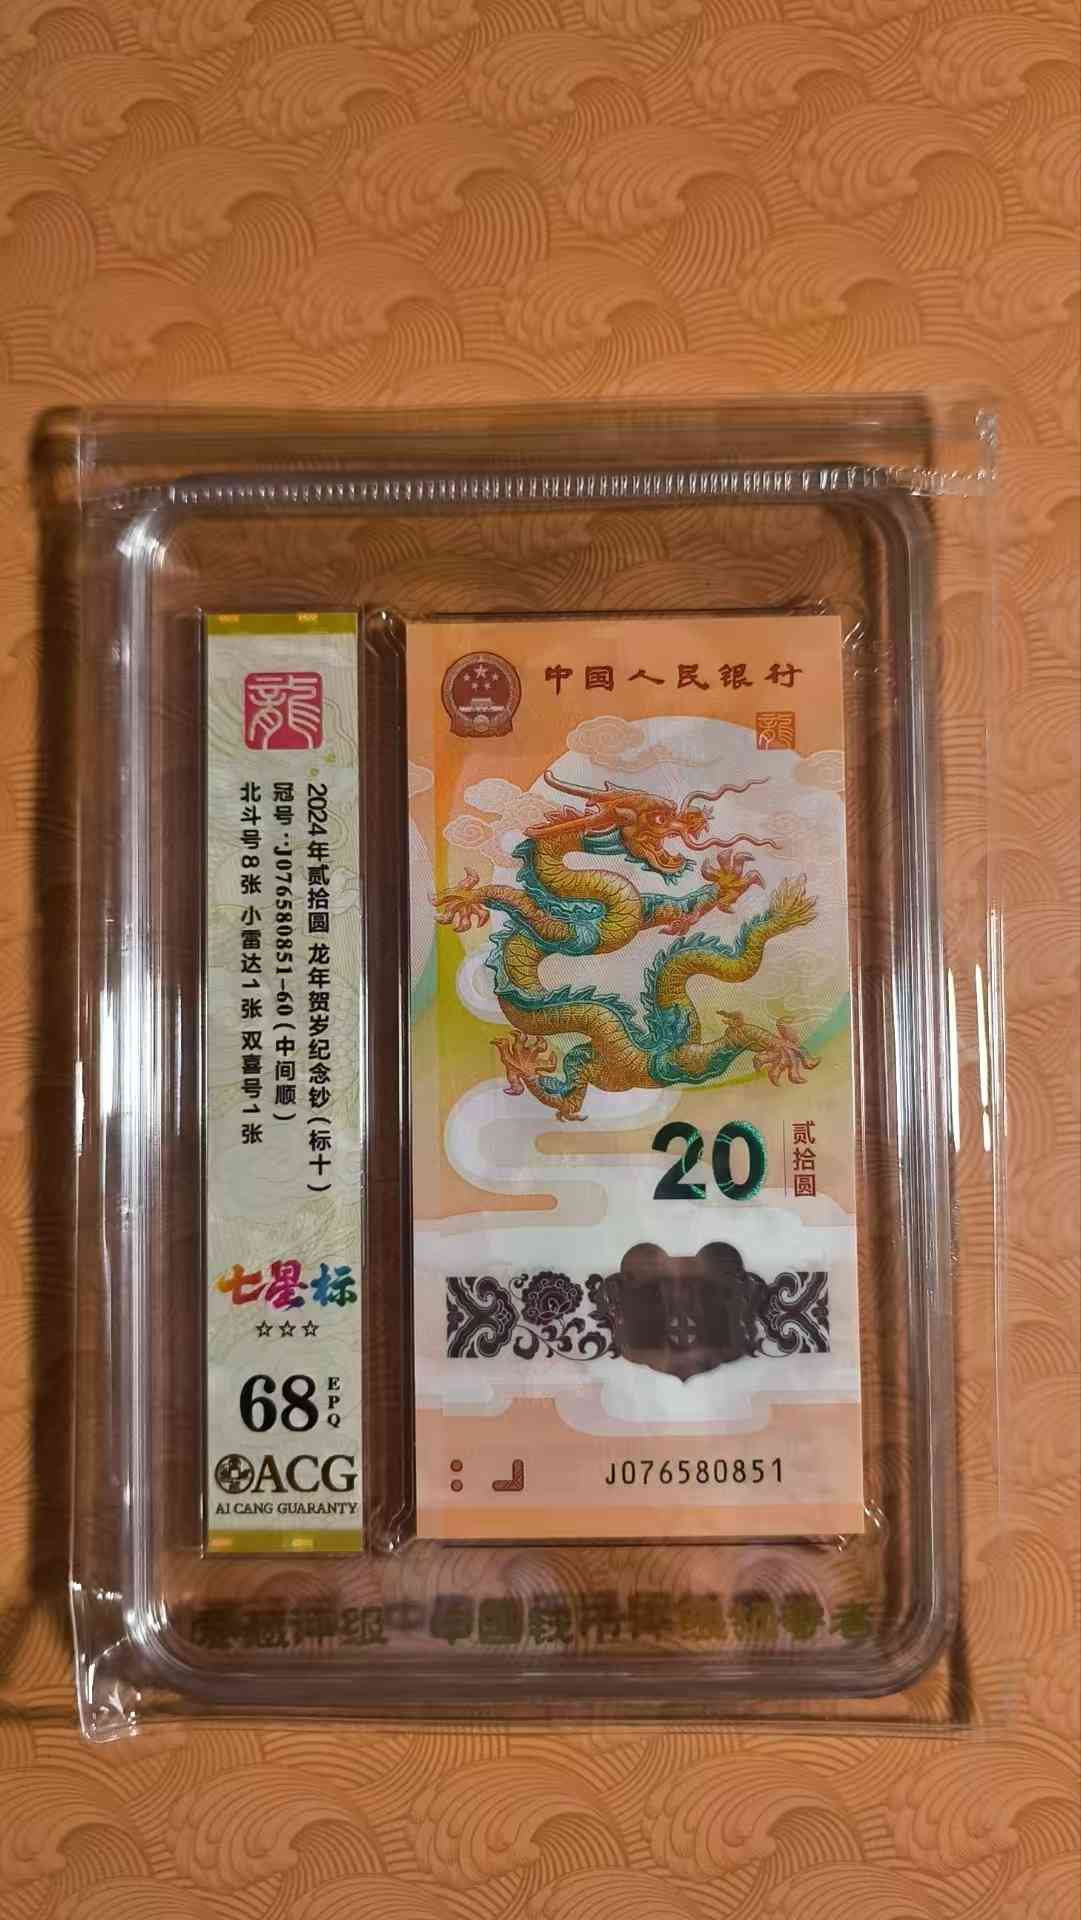 龍
2024年贰拾圆 龙年贺岁纪念钞(标十)
冠号:J076580851-60(中间顺)
北斗号8张 小雷达1张 双喜号1张
七星标
☆☆☆
68 EPQ
ACG
AI CANG GUARANTY
中国人民银行
龍
20 贰拾圆
J076580851